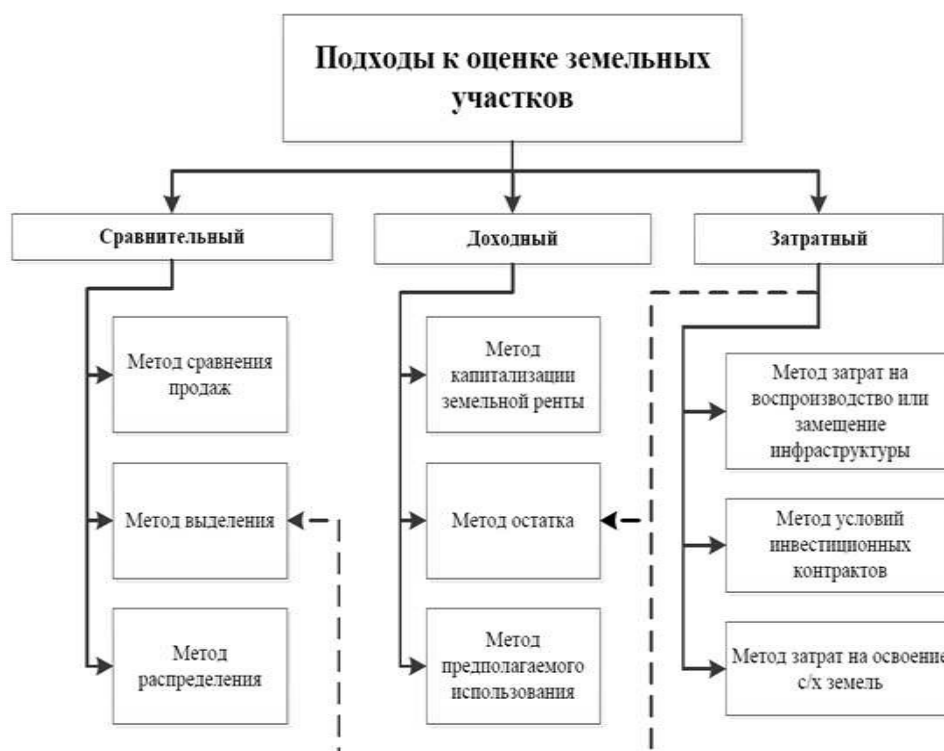 Подходы к оценке земельных
участков
Сравнительный
Доходный
Затратный
Метод сравнения
продаж
Метод выделения
Метод
распределения
Метод
капитализации
земельной ренты
Метод остатка
Метод
предполагаемого
использования
Метод затрат на
воспроизводство или
замещение
инфраструктуры
Метод условий
инвестиционных
контрактов
Метод затрат на освоение
с/х земель